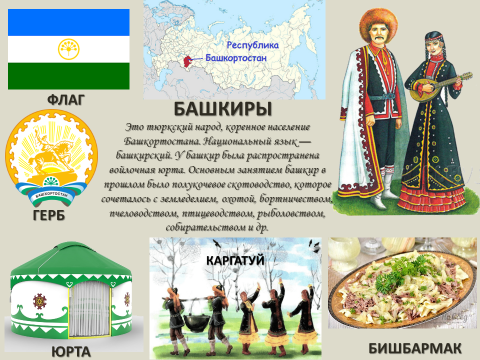 Республика
Башкортостан
ФЛАГ
БАШКИРЫ
Это тюркский народ, коренное население
Башкортостана. Национальный язык —
башкирский. У башкир была распространена
войлочная юрта. Основным занятием башкир в
прошлом было полукочевое скотоводство, которое
сочеталось с земледелием, охотой, бортничеством,
пчеловодством, птицеводством, рыболовством,
собирательством и др.
БАШКОРТОСТАН
ГЕРБ
КАРГАТУЙ
ЮРТА
БИШБАРМАК